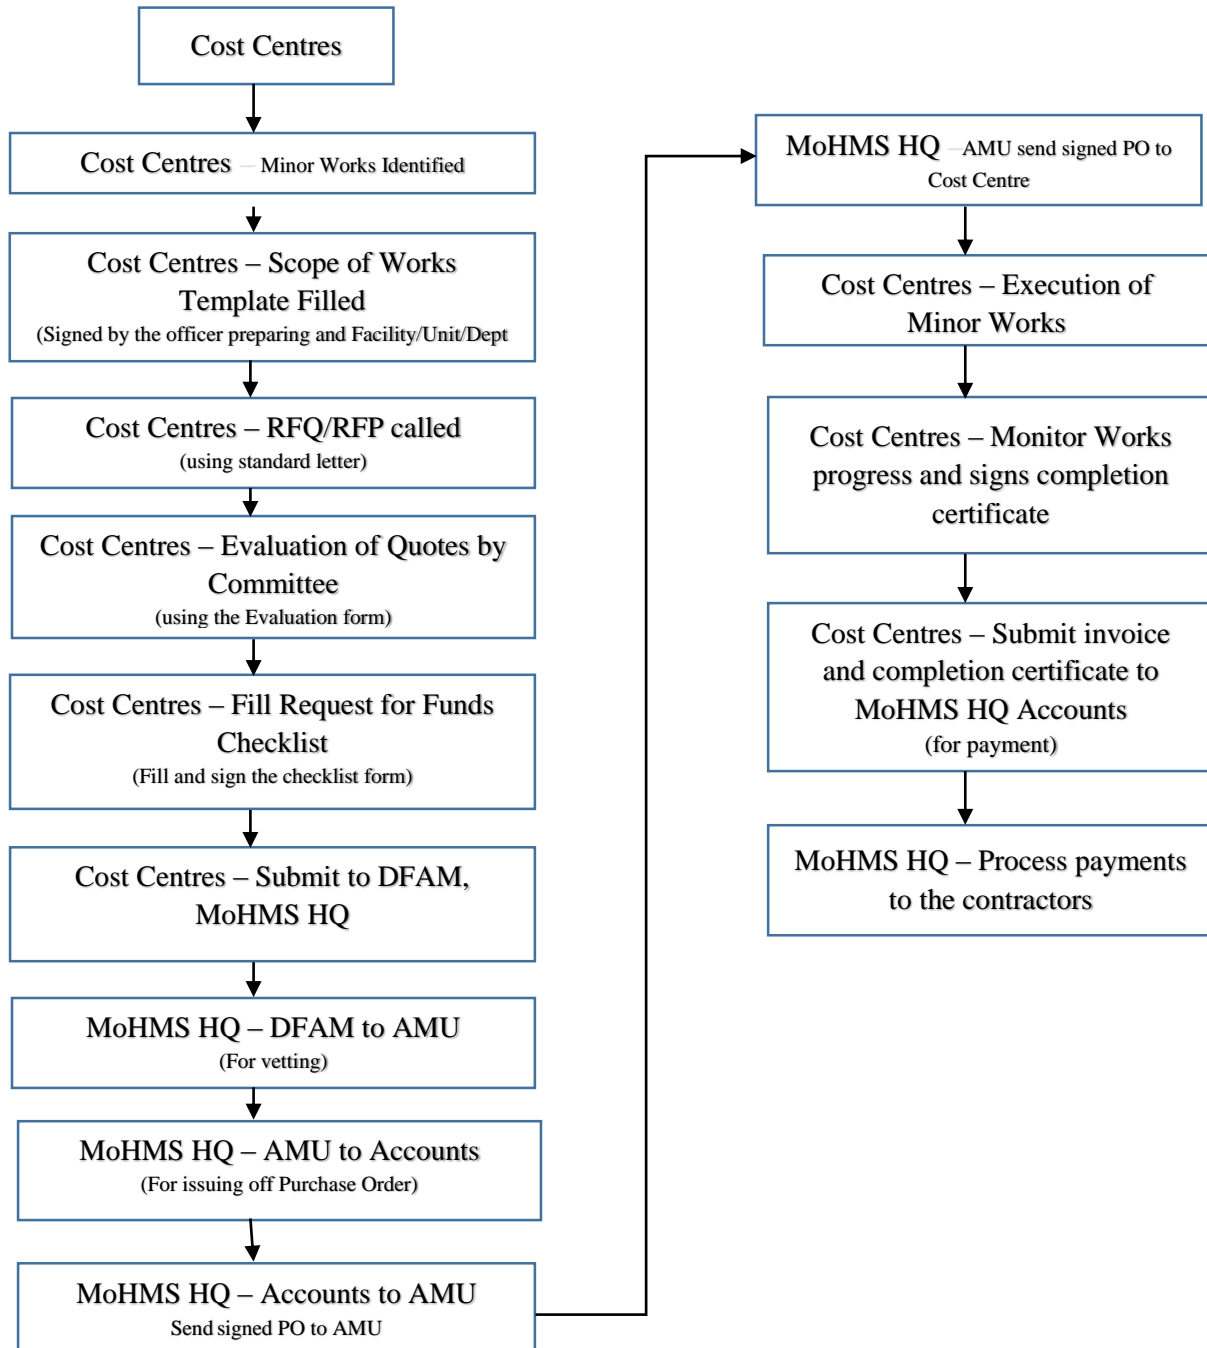 Cost Centres
Cost Centres – Minor Works Identified
Cost Centres – Scope of Works
Template Filled
(Signed by the officer preparing and Facility/Unit/Dept
Cost Centres – RFQ/RFP called
(using standard letter)
Cost Centres – Evaluation of Quotes by
Committee
(using the Evaluation form)
Cost Centres – Fill Request for Funds
Checklist
(Fill and sign the checklist form)
Cost Centres – Submit to DFAM,
MoHMS HQ
MoHMS HQ – DFAM to AMU
(For vetting)
MoHMS HQ – AMU to Accounts
(For issuing off Purchase Order)
MoHMS HQ – Accounts to AMU
Send signed PO to AMU
MoHMS HQ – AMU send signed PO to
Cost Centre
Cost Centres – Execution of
Minor Works
Cost Centres – Monitor Works
progress and signs completion
certificate
Cost Centres – Submit invoice
and completion certificate to
MoHMS HQ Accounts
(for payment)
MoHMS HQ – Process payments
to the contractors